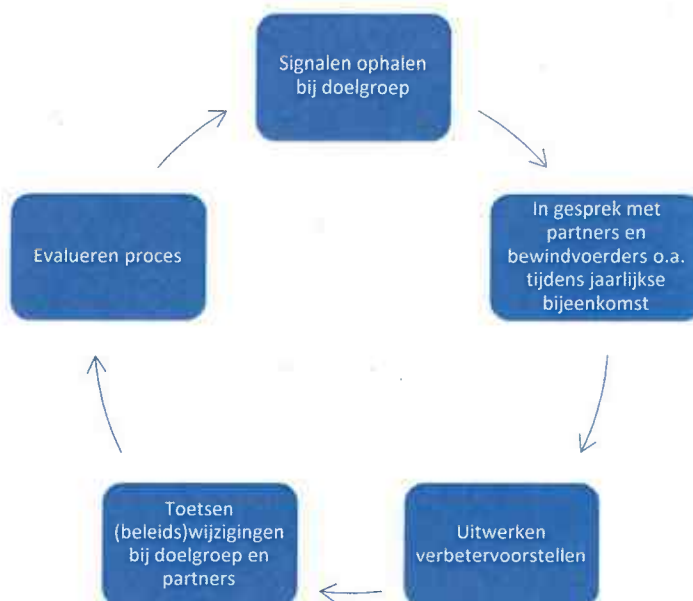 Signalen ophalen
bij doelgroep
In gesprek met
partners en
bewindvoerders o.a.
tijdens jaarlijkse
bijeenkomst
Uitwerken
verbetervoorstellen
Toetsen
(beleids)wijzigingen
bij doelgroep en
partners
Evalueren proces